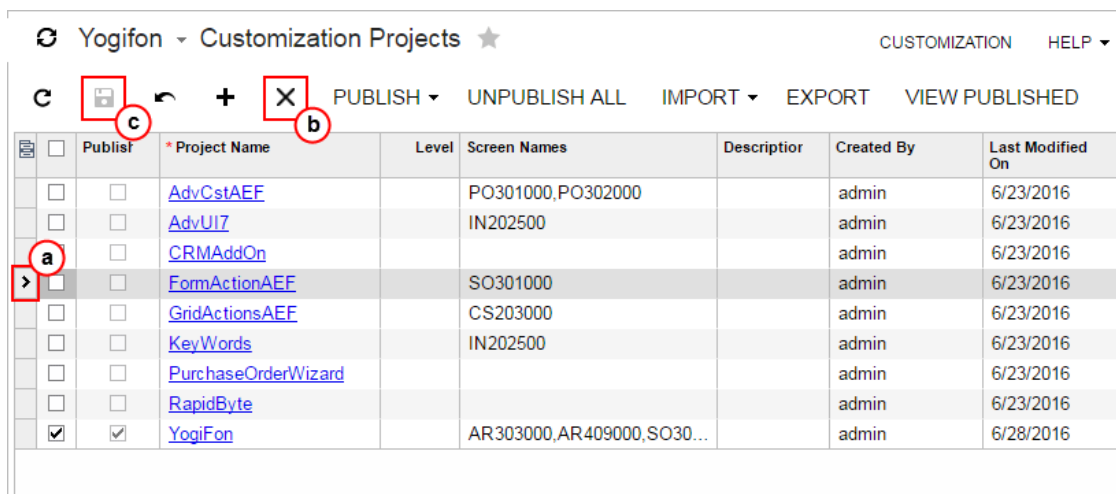 Yogifon Customization Projects CUSTOMIZATION HELP
PUBLISH UNPUBLISH ALL IMPORT EXPORT VIEW PUBLISHED
c b
Publish * Project Name Level Screen Names Description Created By Last Modified
On
AdvCstAEF PO301000,PO302000 admin 6/23/2016
AdvUI7 IN202500 admin 6/23/2016
a CRMAddOn admin 6/23/2016
FormActionAEF SO301000 admin 6/23/2016
GridActionsAEF CS203000 admin 6/23/2016
KeyWords IN202500 admin 6/23/2016
PurchaseOrderWizard admin 6/23/2016
RapidByte admin 6/23/2016
YogiFon AR303000,AR409000,SO30... admin 6/28/2016